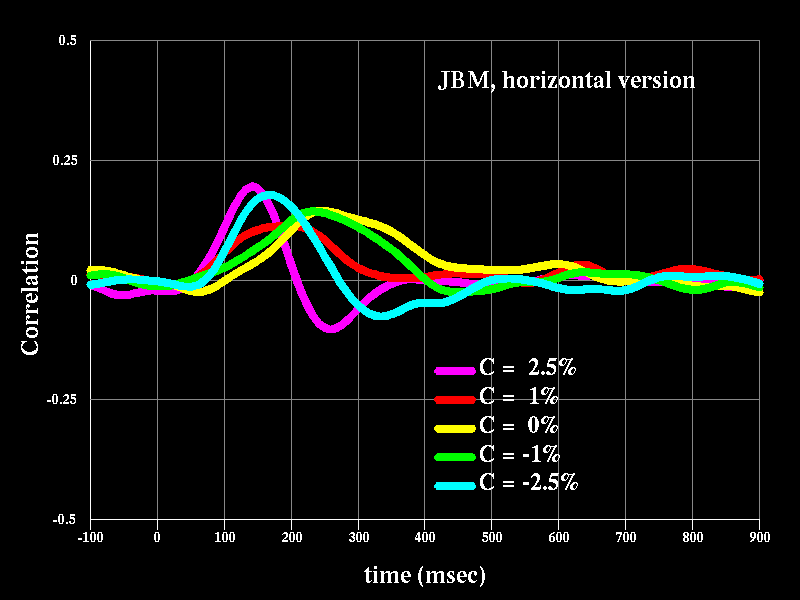 0.5
JBM, horizontal version
0.25
Correlation
0
C = 2.5%
C = 1%
-0.25
C = 0%
C = -1%
C = -2.5%
-0.5
-100 0 100 200 300 400 500 600 700 800 900
time (msec)